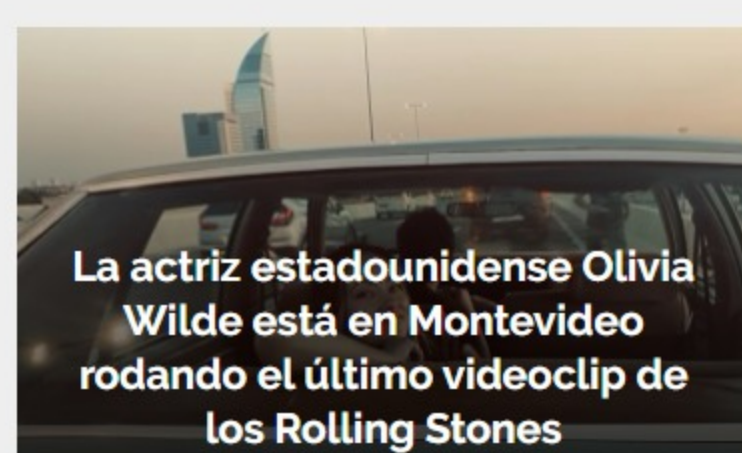 La actriz estadounidense Olivia
Wilde está en Montevideo
rodando el último videoclip de
los Rolling Stones